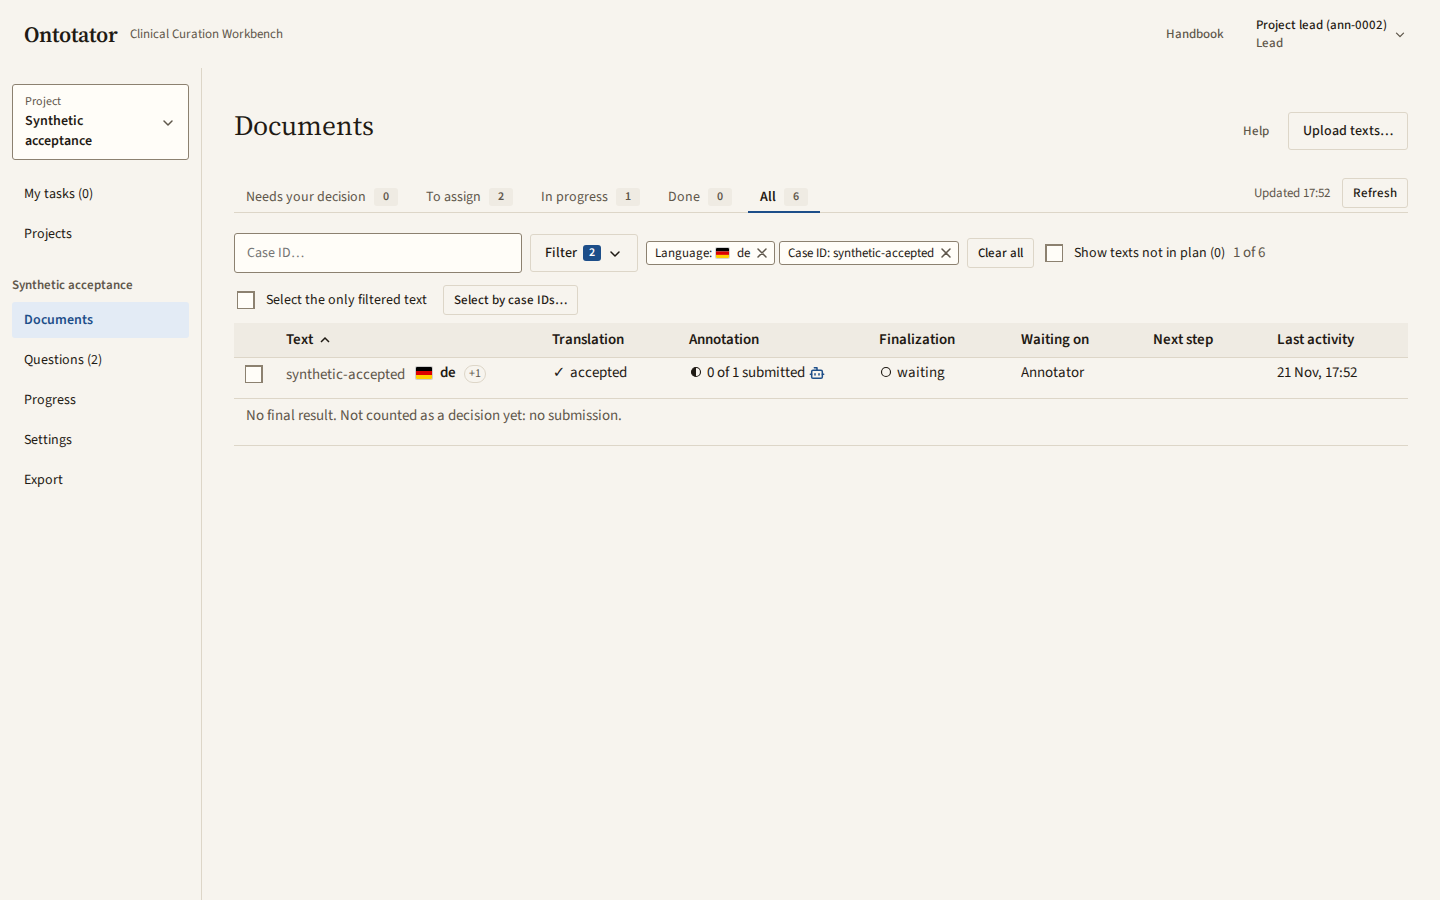 Ontotator Clinical Curation Workbench
Handbook
Project lead (ann-0002)
Lead
Project
Synthetic
acceptance
My tasks (0)
Projects
Synthetic acceptance
Documents
Questions (2)
Progress
Settings
Export
Documents
Help
Upload texts…
Needs your decision 0
To assign 2
In progress 1
Done 0
All 6
Updated 17:52
Refresh
Case ID…
Filter 2
Language: de
Case ID: synthetic-accepted
Clear all
Show texts not in plan (0) 1 of 6
Select the only filtered text
Select by case IDs…
Text Translation Annotation Finalization Waiting on Next step Last activity
synthetic-accepted de +1 ✓ accepted 0 of 1 submitted waiting Annotator 21 Nov, 17:52
No final result. Not counted as a decision yet: no submission.